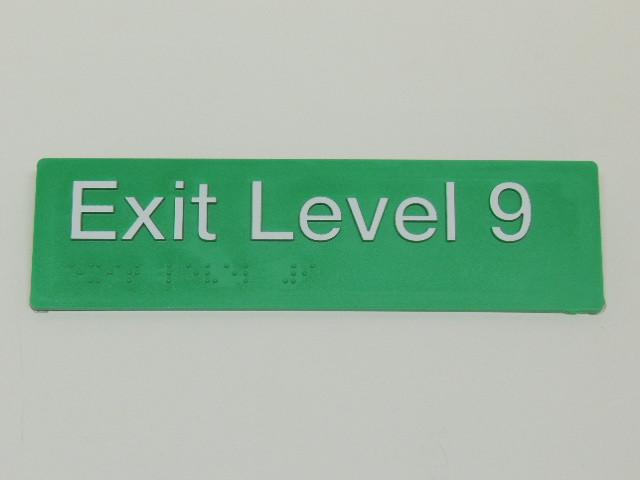 Exit Level 9
⠑⠭⠊⠞ ⠇⠑⠧⠑⠇ ⠼⠊